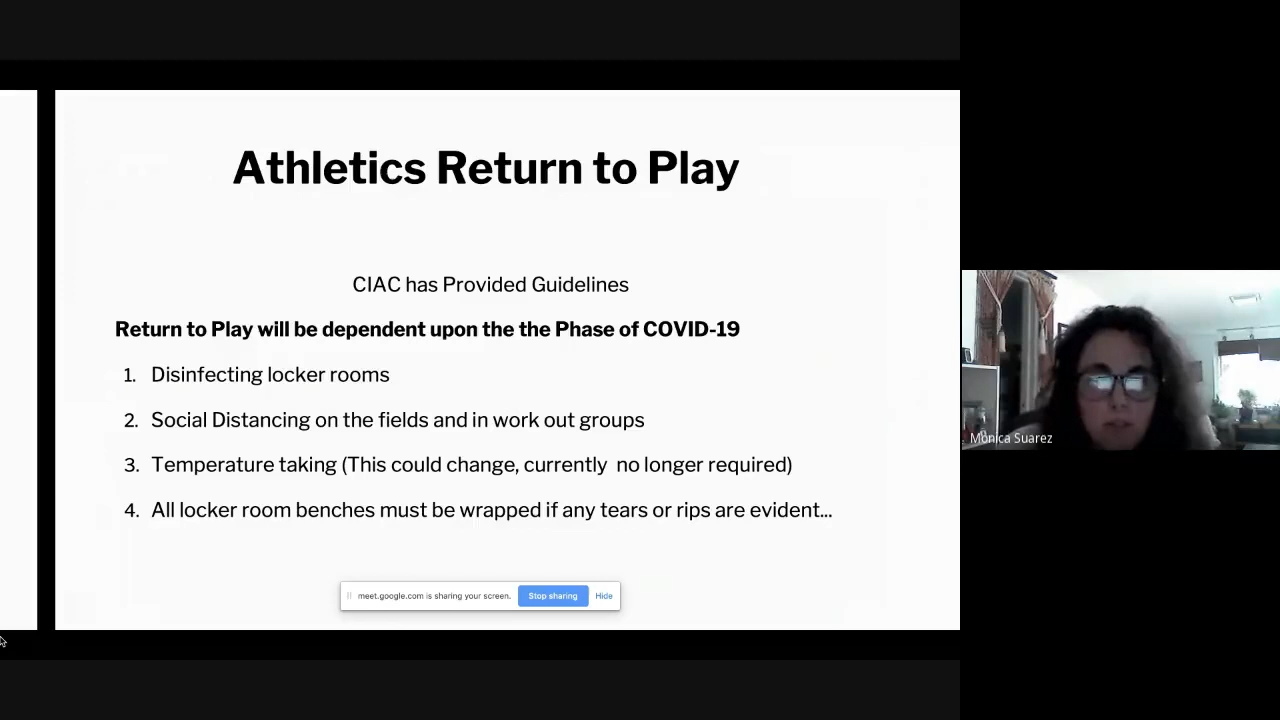 Athletics Return to Play
CIAC has Provided Guidelines
Return to Play will be dependent upon the the Phase of COVID-19
1. Disinfecting locker rooms
2. Social Distancing on the fields and in work out groups
3. Temperature taking (This could change, currently  no longer required)
4. All locker room benches must be wrapped if any tears or rips are evident...
meet.google.com is sharing your screen. Stop sharing Hide
Monica Suarez